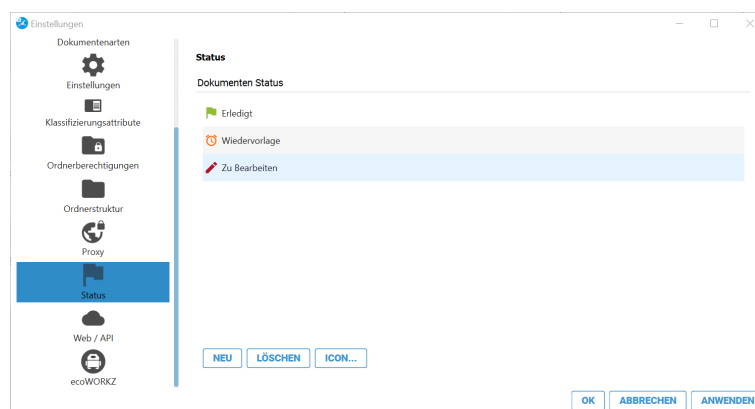 Einstellungen
Dokumentenarten
Einstellungen
Klassifizierungsattribute
Ordnerberechtigungen
Ordnerstruktur
Proxy
Status
Web / API
ecoWORKZ
Status
Dokumenten Status
Erledigt
Wiedervorlage
Zu Bearbeiten
NEU LÖSCHEN ICON...
OK ABBRECHEN ANWENDEN